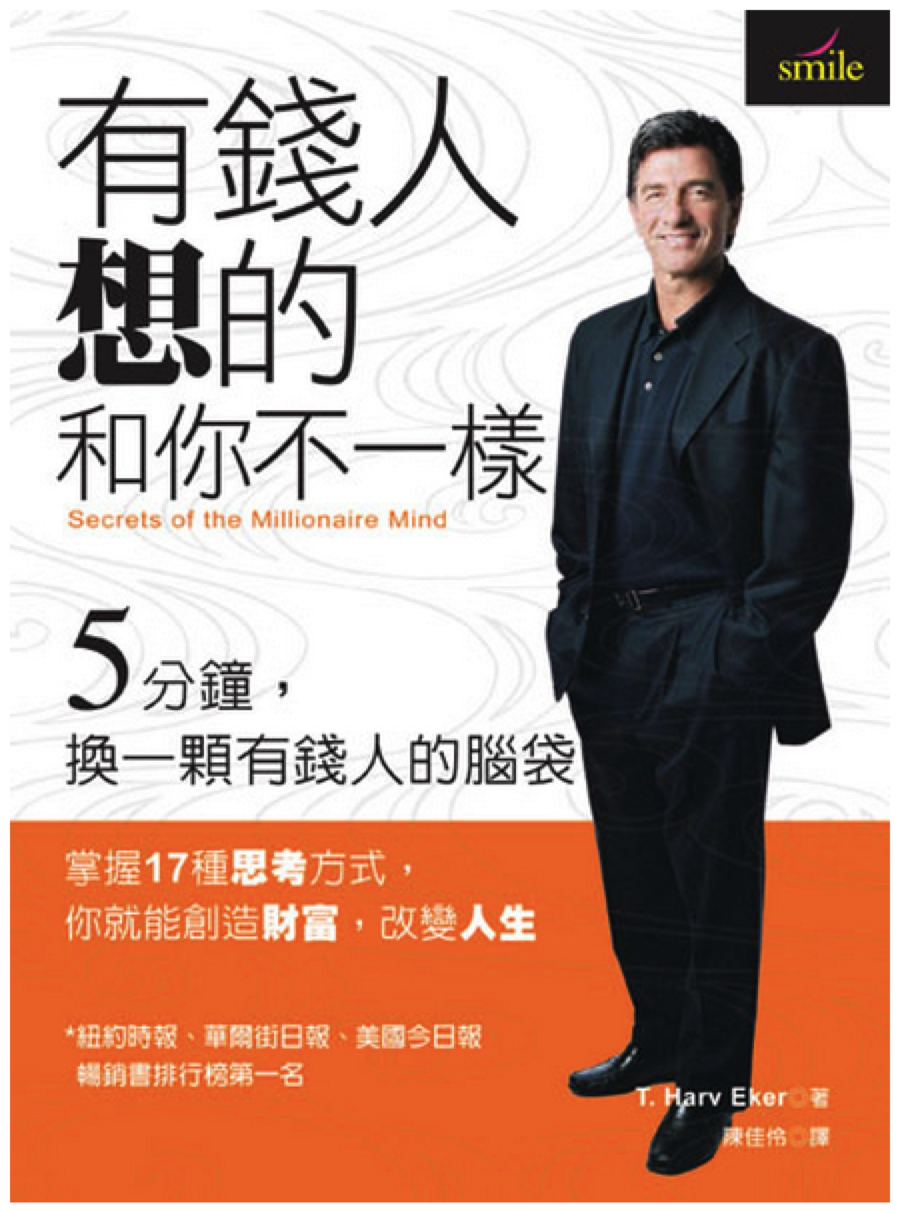 smile
有錢人
想的
和你不一樣
Secrets of the Millionaire Mind
5分鐘，
換一顆有錢人的腦袋
掌握17種思考方式，
你就能創造財富，改變人生
*紐約時報、華爾街日報、美國今日報
暢銷書排行榜第一名
T. Harv Eker◎著
陳佳伶◎譯